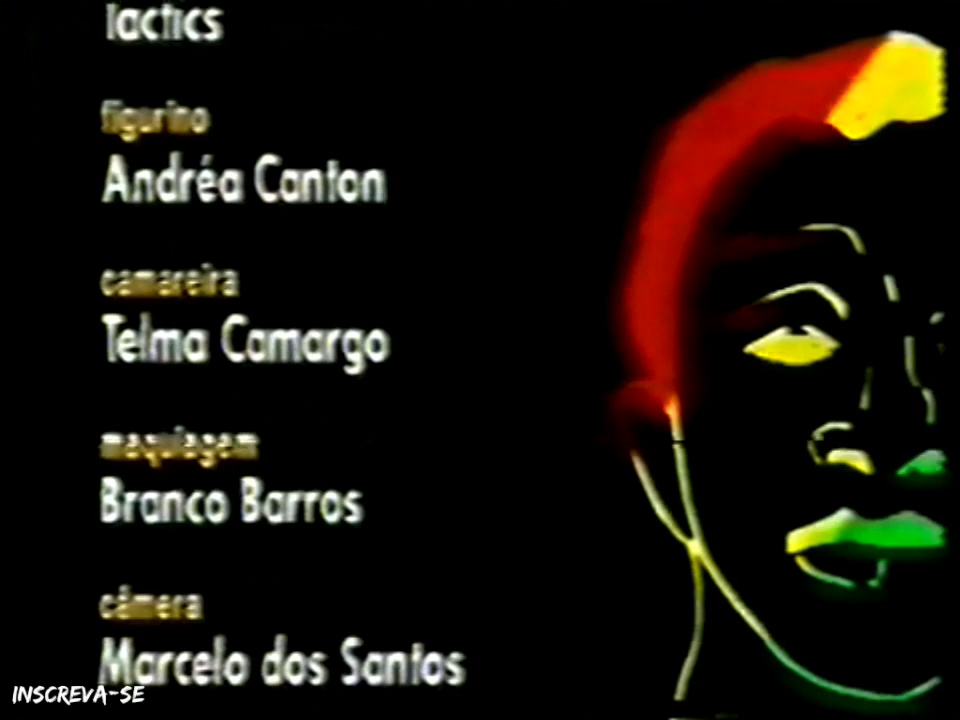 Tactics
figurino
Andréa Canton
camareira
Telma Camargo
maquiagem
Branco Barros
câmera
Marcelo dos Santos
INSCREVA-SE